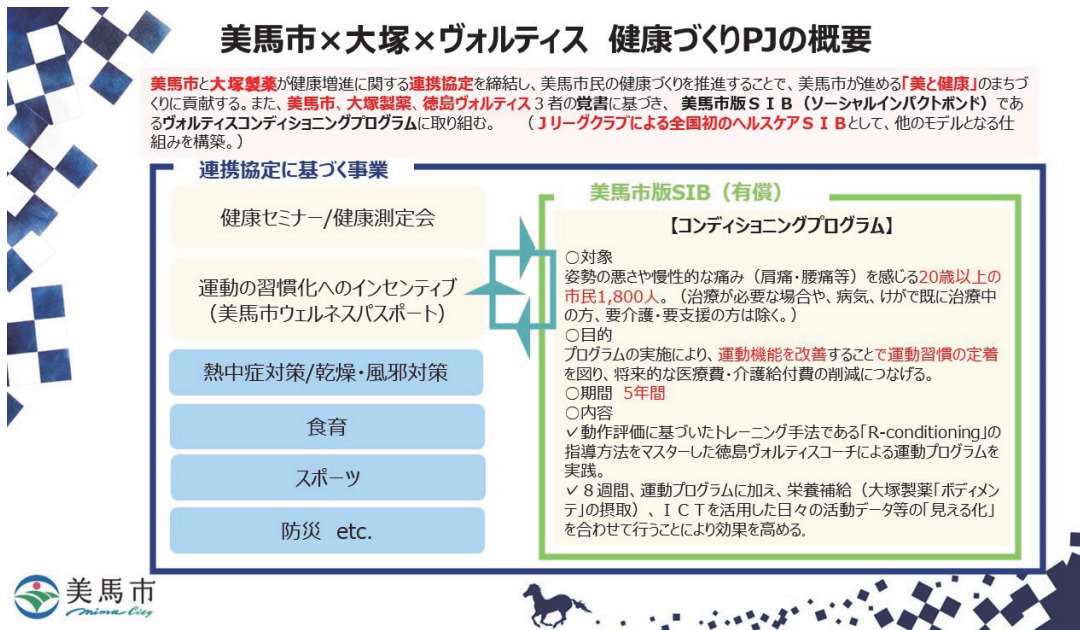 美馬市×大塚×ヴォルティス 健康づくりPJの概要
美馬市と大塚製薬が健康増進に関する連携協定を締結し、美馬市民の健康づくりを推進することで、美馬市が進める「美と健康」のまちづ
くりに貢献する。また、美馬市、大塚製薬、徳島ヴォルティス3者の覚書に基づき、美馬市版SIB（ソーシャルインパクトボンド）であ
るヴォルティスコンディショニングプログラムに取り組む。 （Jリーグクラブによる全国初のヘルスケアSIBとして、他のモデルとなる仕
組みを構築。）
連携協定に基づく事業
健康セミナー/健康測定会
運動の習慣化へのインセンティブ
（美馬市ウェルネスパスポート）
熱中症対策/乾燥・風邪対策
食育
スポーツ
防災 etc.
美馬市版SIB（有償）
【コンディショニングプログラム】
○対象
姿勢の悪さや慢性的な痛み（肩痛・腰痛等）を感じる20歳以上の
市民1,800人。（治療が必要な場合や、病気、けがで既に治療中
の方、要介護・要支援の方は除く。）
○目的
プログラムの実施により、運動機能を改善することで運動習慣の定着
を図り、将来的な医療費・介護給付費の削減につなげる。
○期間 5年間
○内容
✓動作評価に基づいたトレーニング手法である「R-conditioning」の
指導方法をマスターした徳島ヴォルティスコーチによる運動プログラムを
実践。
✓8週間、運動プログラムに加え、栄養補給（大塚製薬「ボディメン
テ」の摂取）、ICTを活用した日々の活動データ等の「見える化」
を合わせて行うことにより効果を高める.
美馬市
mima City